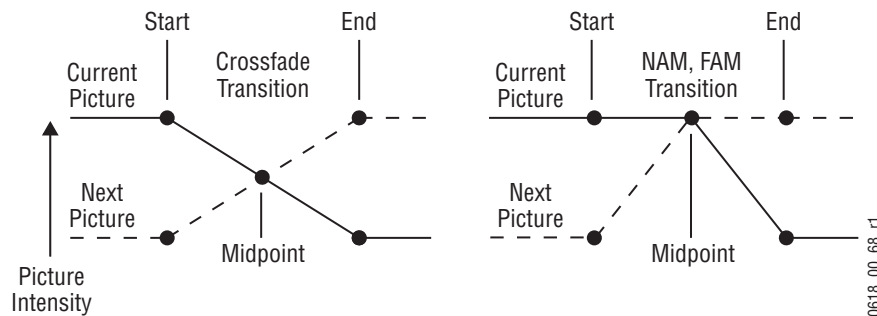 Start
End
Crossfade
Transition
Current
Picture
Next
Picture
Midpoint
Picture
Intensity
Start
End
NAM, FAM
Transition
Current
Picture
Next
Picture
Midpoint
0618_00_68_r1